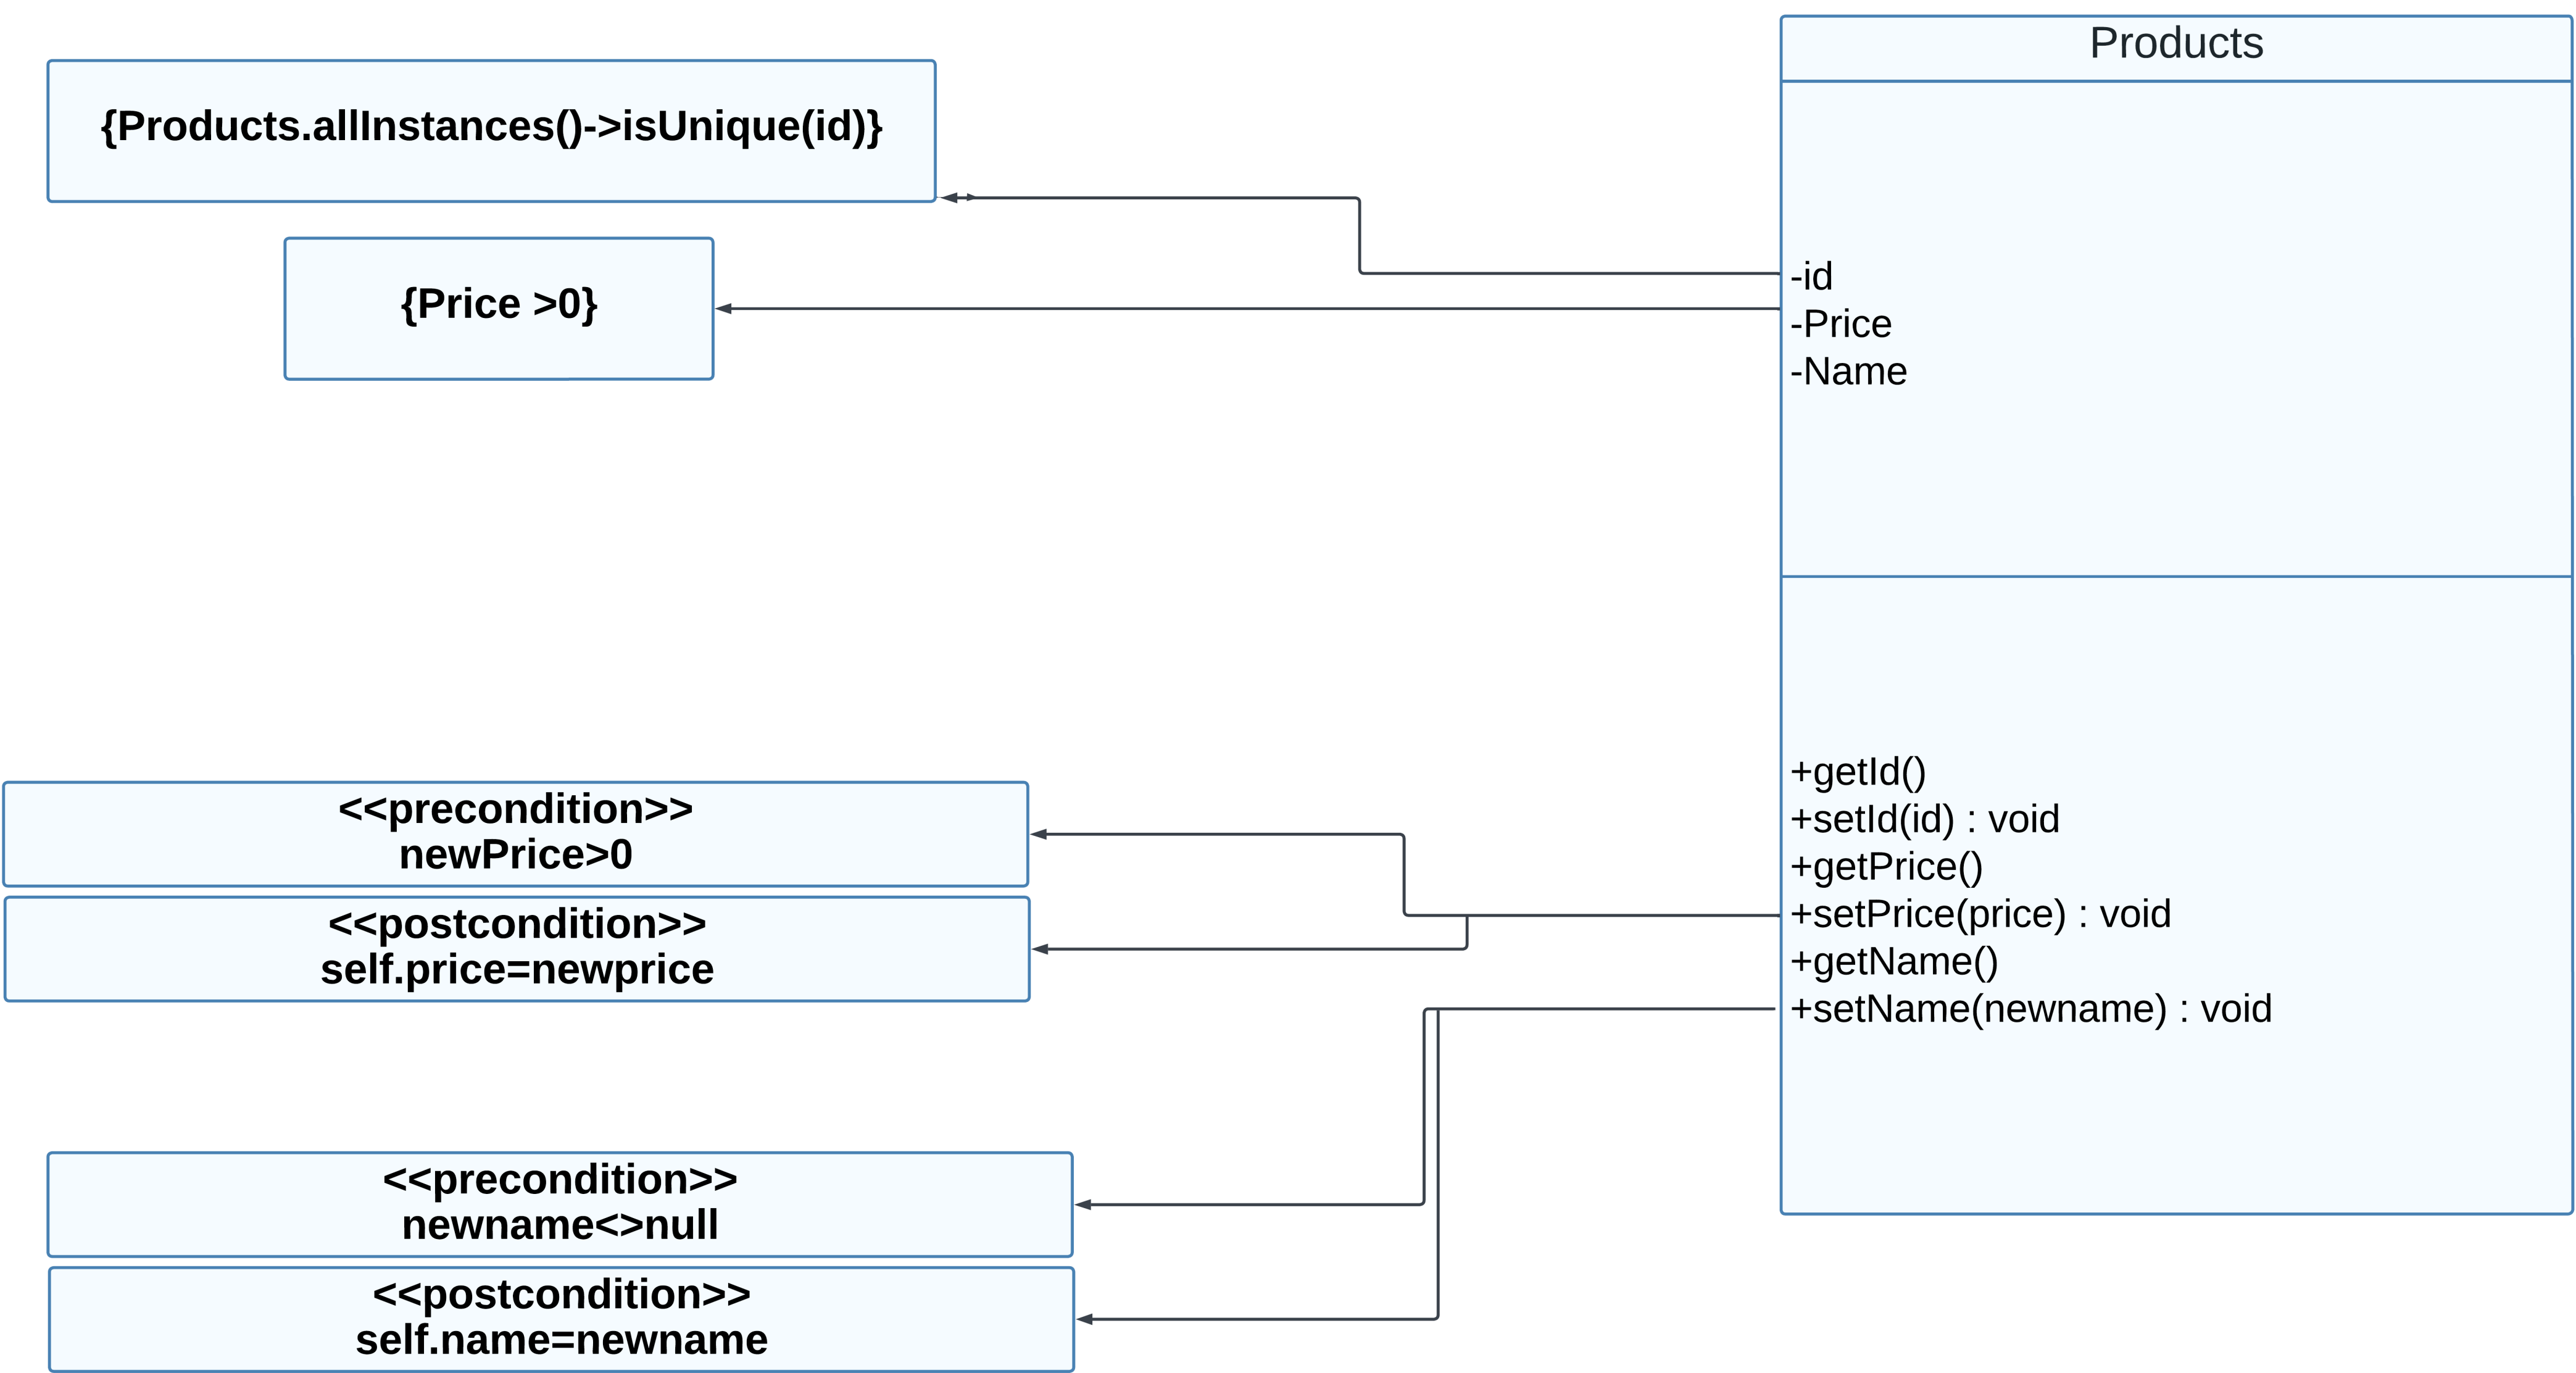 Products
{Products.allInstances()->isUnique(id)}
{Price >0}
-id
-Price
-Name
<<precondition>>
newPrice>0
<<postcondition>>
self.price=newprice
+getId()
+setId(id) : void
+getPrice()
+setPrice(price) : void
+getName()
+setName(newname) : void
<<precondition>>
newname<>null
<<postcondition>>
self.name=newname